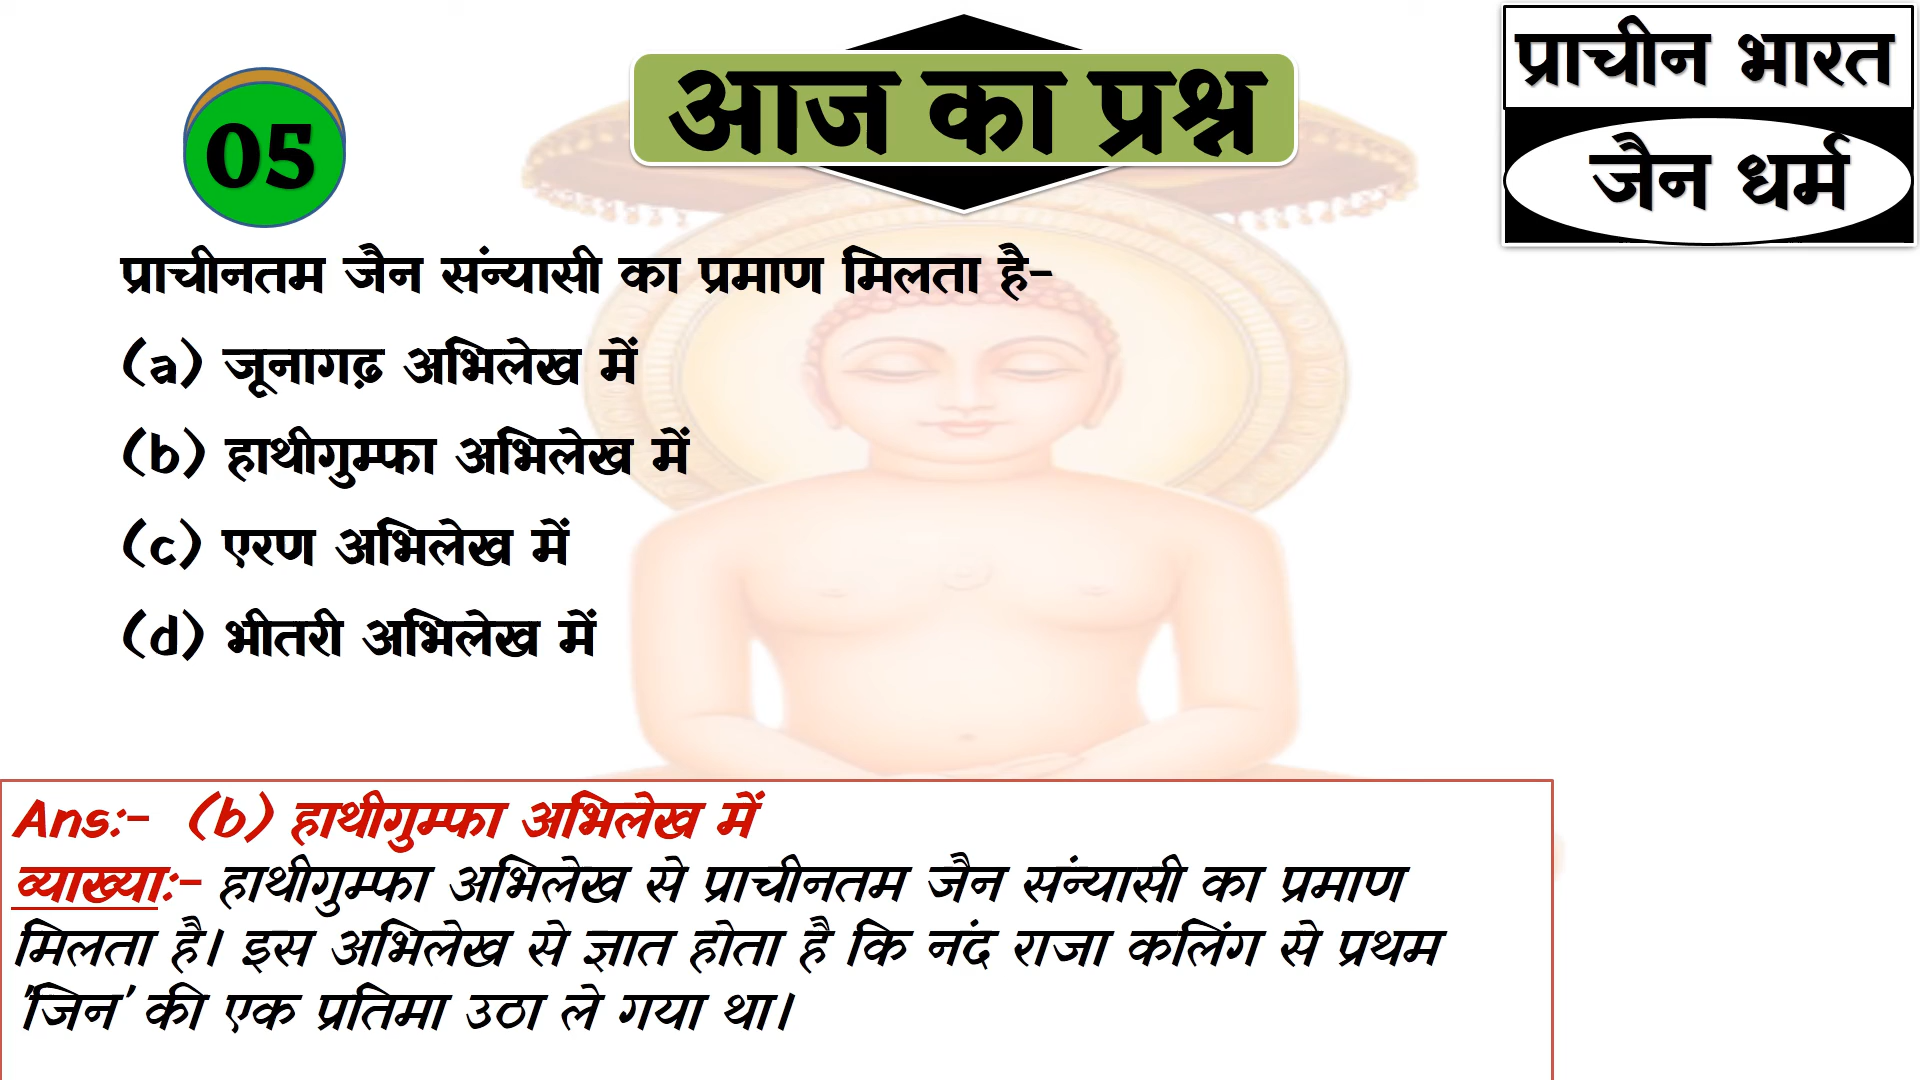 आज का प्रश्न
प्राचीन भारत
जैन धर्म
05
प्राचीनतम जैन संन्यासी का प्रमाण मिलता है-
(a) जूनागढ़ अभिलेख में
(b) हाथीगुम्फा अभिलेख में
(c) एरण अभिलेख में
(d) भीतरी अभिलेख में
Ans:- (b) हाथीगुम्फा अभिलेख में
व्याख्या:- हाथीगुम्फा अभिलेख से प्राचीनतम जैन संन्यासी का प्रमाण
मिलता है। इस अभिलेख से ज्ञात होता है कि नंद राजा कलिंग से प्रथम
'जिन' की एक प्रतिमा उठा ले गया था।